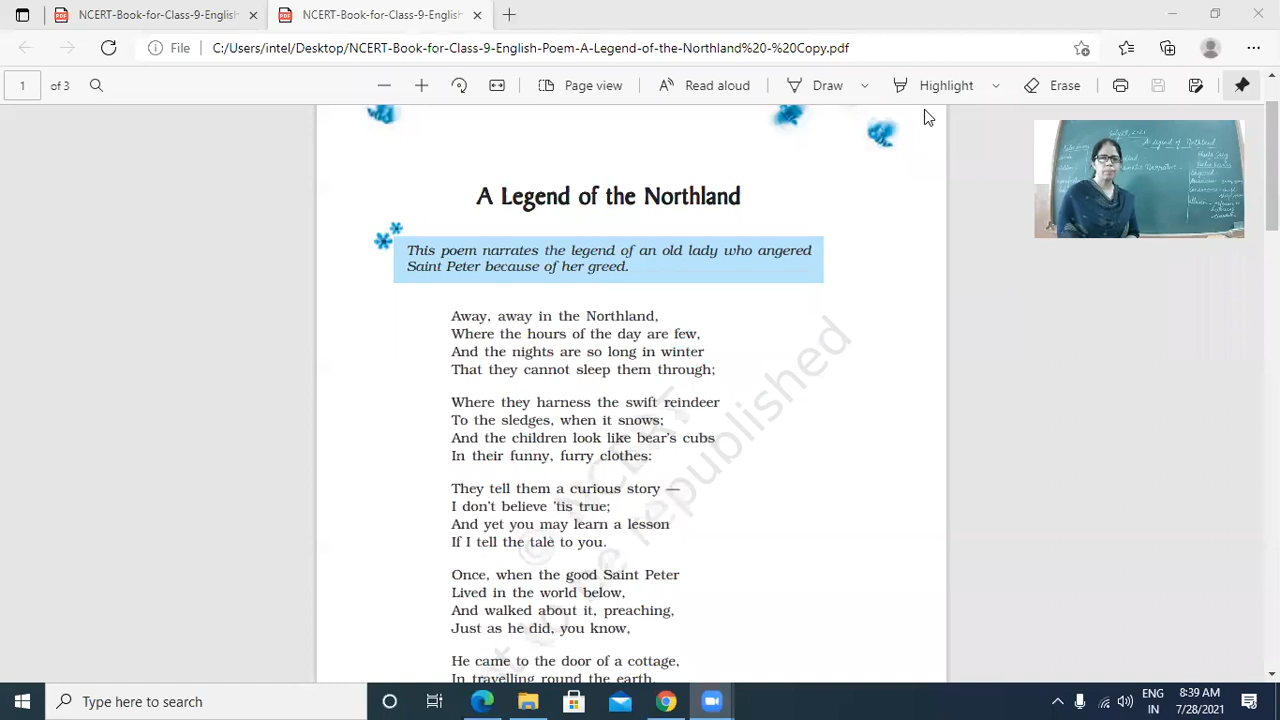 NCERT-Book-for-Class-9-English
NCERT-Book-for-Class-9-English
File
C:/Users/intel/Desktop/NCERT-Book-for-Class-9-English-Poem-A-Legend-of-the-Northland%20-%20Copy.pdf
1 of 3
Page view
Read aloud
Draw
Highlight
Erase
A Legend of Northland
A Legend of the Northland
This poem narrates the legend of an old lady who angered
Saint Peter because of her greed.
Away, away in the Northland,
Where the hours of the day are few,
And the nights are so long in winter
That they cannot sleep them through;
Where they harness the swift reindeer
To the sledges, when it snows;
And the children look like bear's cubs
In their funny, furry clothes:
They tell them a curious story —
I don't believe 'tis true;
And yet you may learn a lesson
If I tell the tale to you.
Once, when the good Saint Peter
Lived in the world below,
And walked about it, preaching,
Just as he did, you know,
He came to the door of a cottage,
In travelling round the earth,
© NCERT
not to be republished
Type here to search
ENG
IN
8:39 AM
7/28/2021